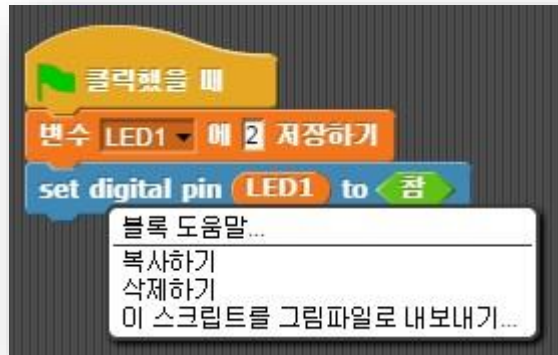 클릭했을 때
변수 LED1 에 2 저장하기
set digital pin LED1 to 참
블록 도움말...
복사하기
삭제하기
이 스크립트를 그림파일로 내보내기...